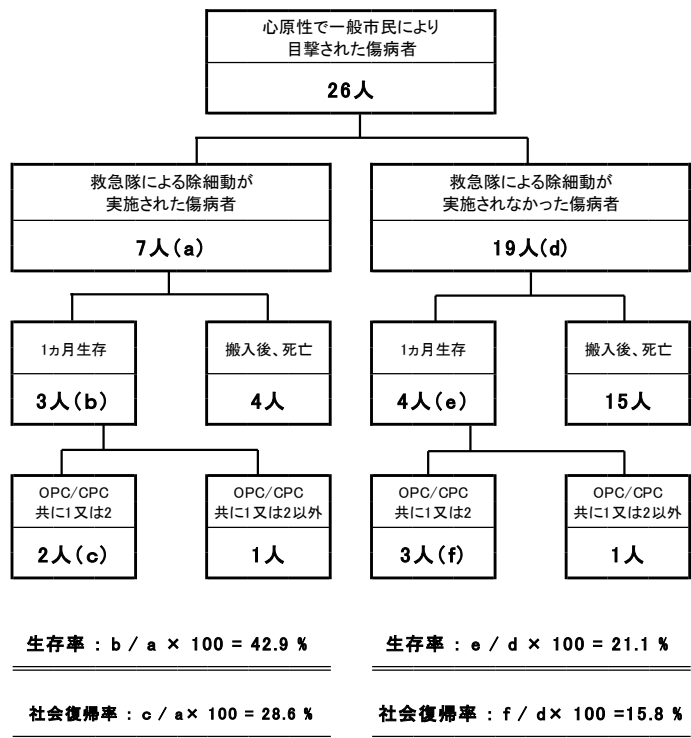 心原性で一般市民により
目撃された傷病者
26人
救急隊による除細動が
実施された傷病者
7人(a)
救急隊による除細動が
実施されなかった傷病者
19人(d)
1ヵ月生存
3人(b)
搬入後、死亡
4人
1ヵ月生存
4人(e)
搬入後、死亡
15人
OPC/CPC
共に1又は2
2人(c)
OPC/CPC
共に1又は2以外
1人
OPC/CPC
共に1又は2
3人(f)
OPC/CPC
共に1又は2以外
1人
生存率 : b / a × 100 = 42.9 %
生存率 : e / d × 100 = 21.1 %
社会復帰率 : c / a× 100 = 28.6 %
社会復帰率 : f / d× 100 =15.8 %